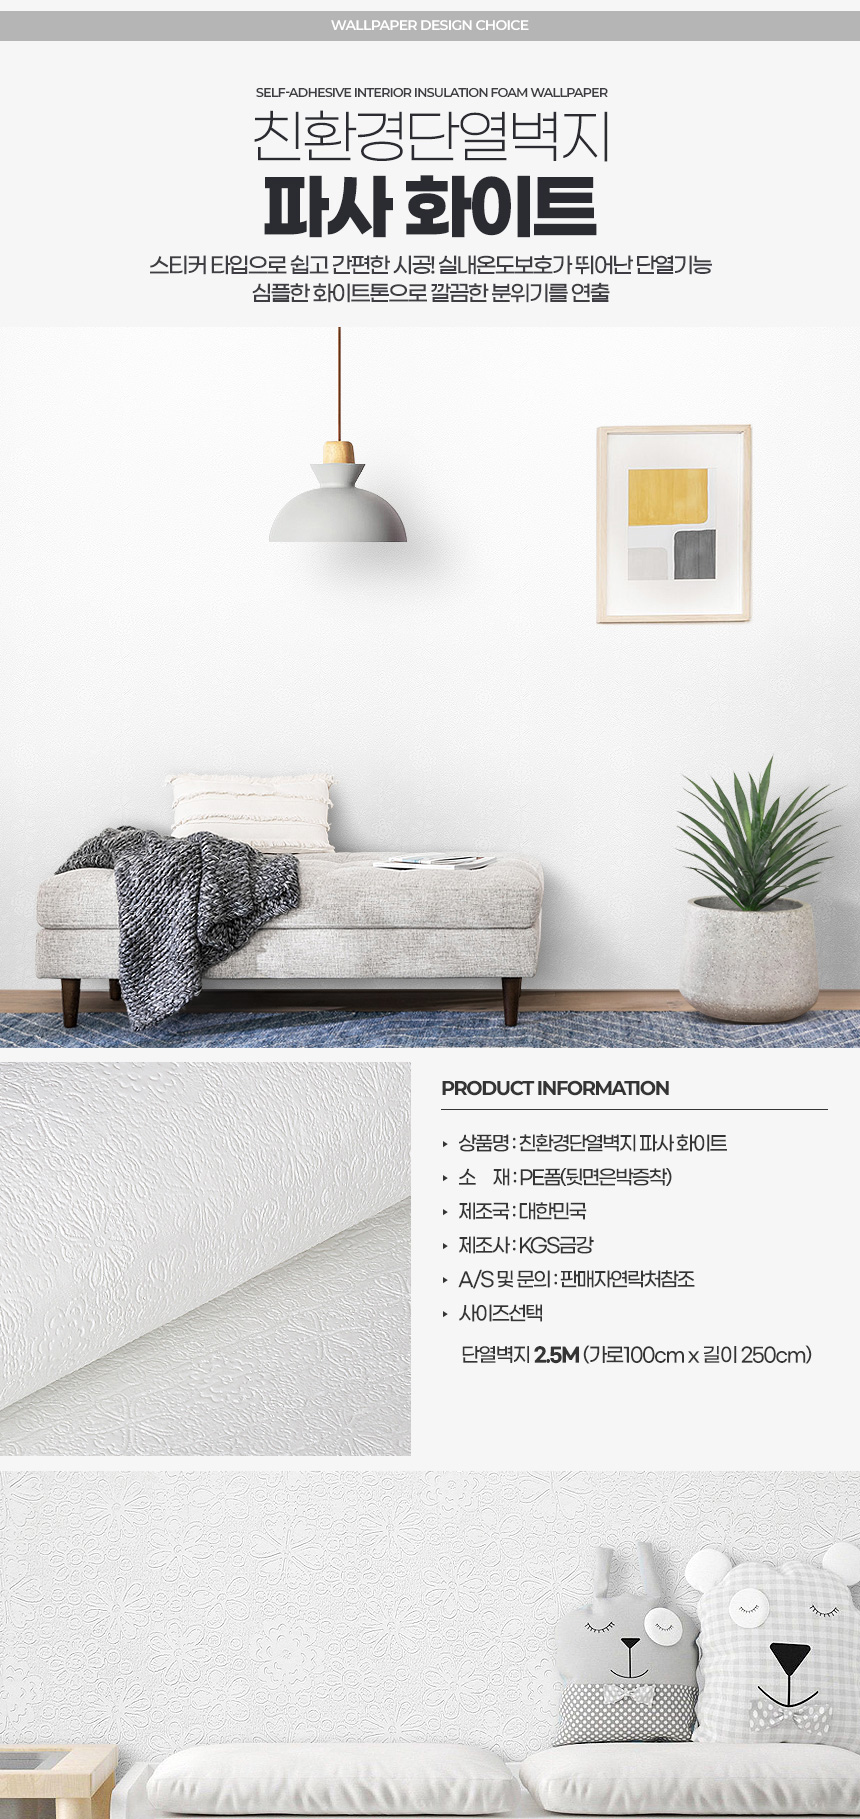 WALLPAPER DESIGN CHOICE
SELF-ADHESIVE INTERIOR INSULATION FOAM WALLPAPER
친환경단열벽지
파사 화이트
스티커 타입으로 쉽고 간편한 시공! 실내온도보호가 뛰어난 단열기능
심플한 화이트톤으로 깔끔한 분위기를 연출
PRODUCT INFORMATION
상품명 : 친환경단열벽지 파사 화이트
소 재 : PE폼(뒷면은박증착)
제조국 : 대한민국
제조사 : KGS금강
A/S 및 문의 : 판매자연락처참조
사이즈선택
단열벽지 2.5M (가로100cm x 길이 250cm)